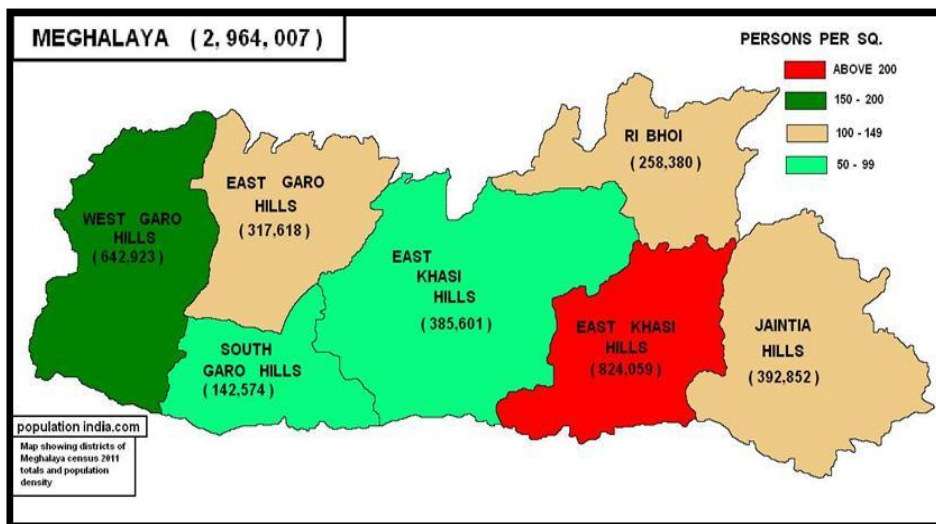 MEGHALAYA ( 2, 964, 007 )
PERSONS PER SQ.
ABOVE 200
150 - 200
100 - 149
50 - 99
RI BHOI
( 258,380 )
EAST GARO
HILLS
( 317,618 )
WEST GARO
HILLS
( 642,923 )
EAST
KHASI
HILLS
( 385,601 )
EAST KHASI
HILLS
( 824,059 )
JAINTIA
HILLS
( 392,852 )
SOUTH
GARO HILLS
( 142,574 )
population india.com
Map showing districts of
Meghalaya census 2011
totals and population
density